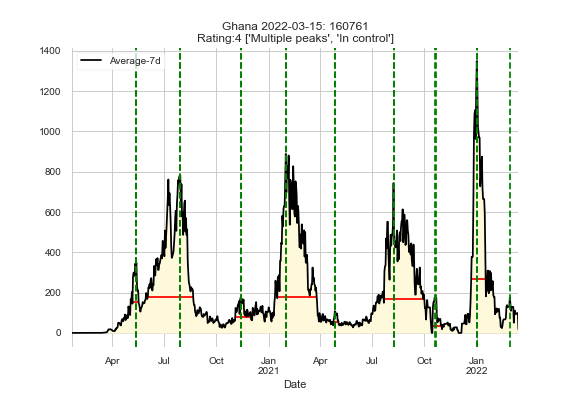 Ghana 2022-03-15: 160761
Rating:4 ['Multiple peaks', 'In control']
1400
Average-7d
1200
1000
800
600
400
200
0
Apr Jul Oct Jan Apr Jul Oct Jan
2021 2022
Date